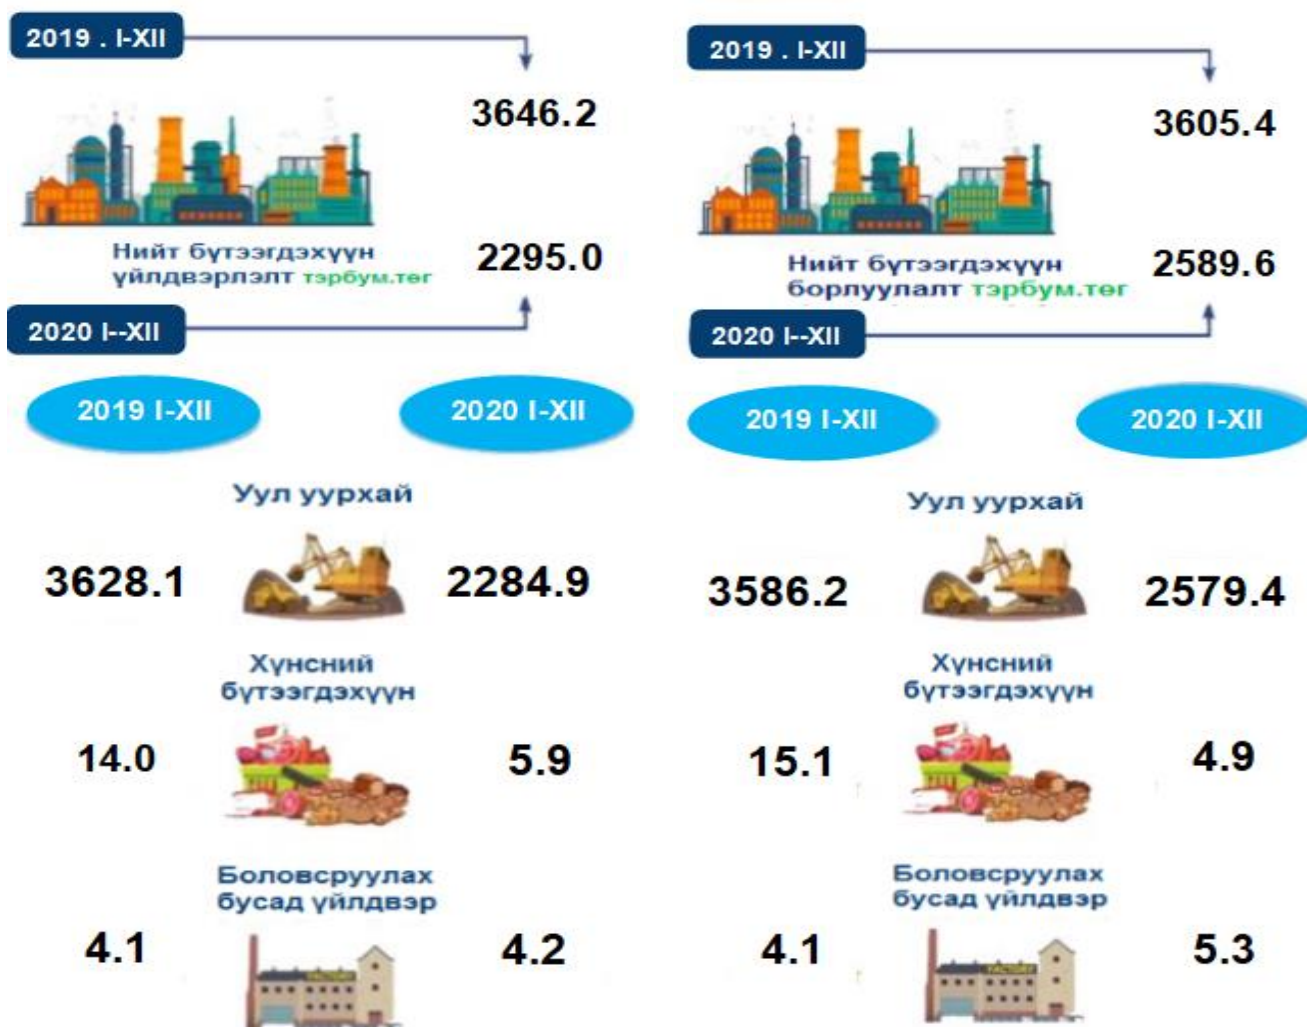 2019 . I-XII
3646.2
Нийт бүтээгдэхүүн
үйлдвэрлэлт тэрбум.төг
2295.0
2020 I--XII
2019 I-XII
2020 I-XII
Уул уурхай
3628.1
2284.9
Хүнсний
бүтээгдэхүүн
14.0
5.9
Боловсруулах
бусад үйлдвэр
4.1
4.2
FACTORY
2019 . I-XII
3605.4
Нийт бүтээгдэхүүн
борлуулалт тэрбум.төг
2589.6
2020 I--XII
2019 I-XII
2020 I-XII
Уул уурхай
3586.2
2579.4
Хүнсний
бүтээгдэхүүн
15.1
4.9
Боловсруулах
бусад үйлдвэр
4.1
5.3
FACTORY